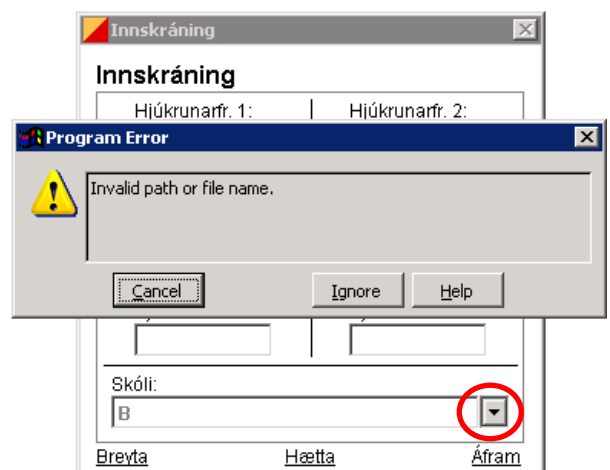 Innskráning
Innskráning
Hjúkrunarfr. 1:
Hjúkrunarfr. 2:
Program Error
Invalid path or file name.
Cancel
Ignore
Help
Skóli:
B
Breyta
Hætta
Áfram